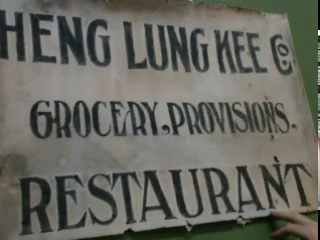 HENG LUNG KEE Co
GROCERY, PROVISIONS,
RESTAURANT